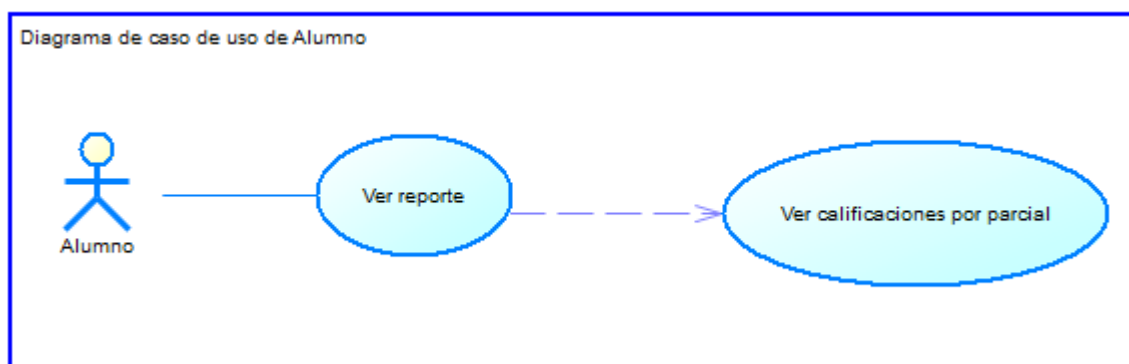 Diagrama de caso de uso de Alumno
Alumno
Ver reporte
Ver calificaciones por parcial